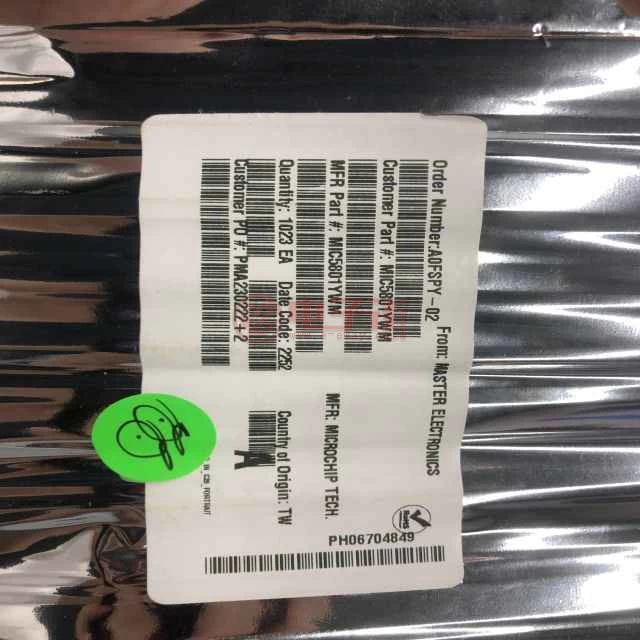 Order Number: AOFSPY-02 From: MASTER ELECTRONICS
Customer Part #: MIC5801YWM
MFR Part #: MIC5801YWM MFR: MICROCHIP TECH.
Quantity: 1023 EA Date Code: 2252 Country of Origin: TW
Customer PO #: PMA230222+2
PH06704849